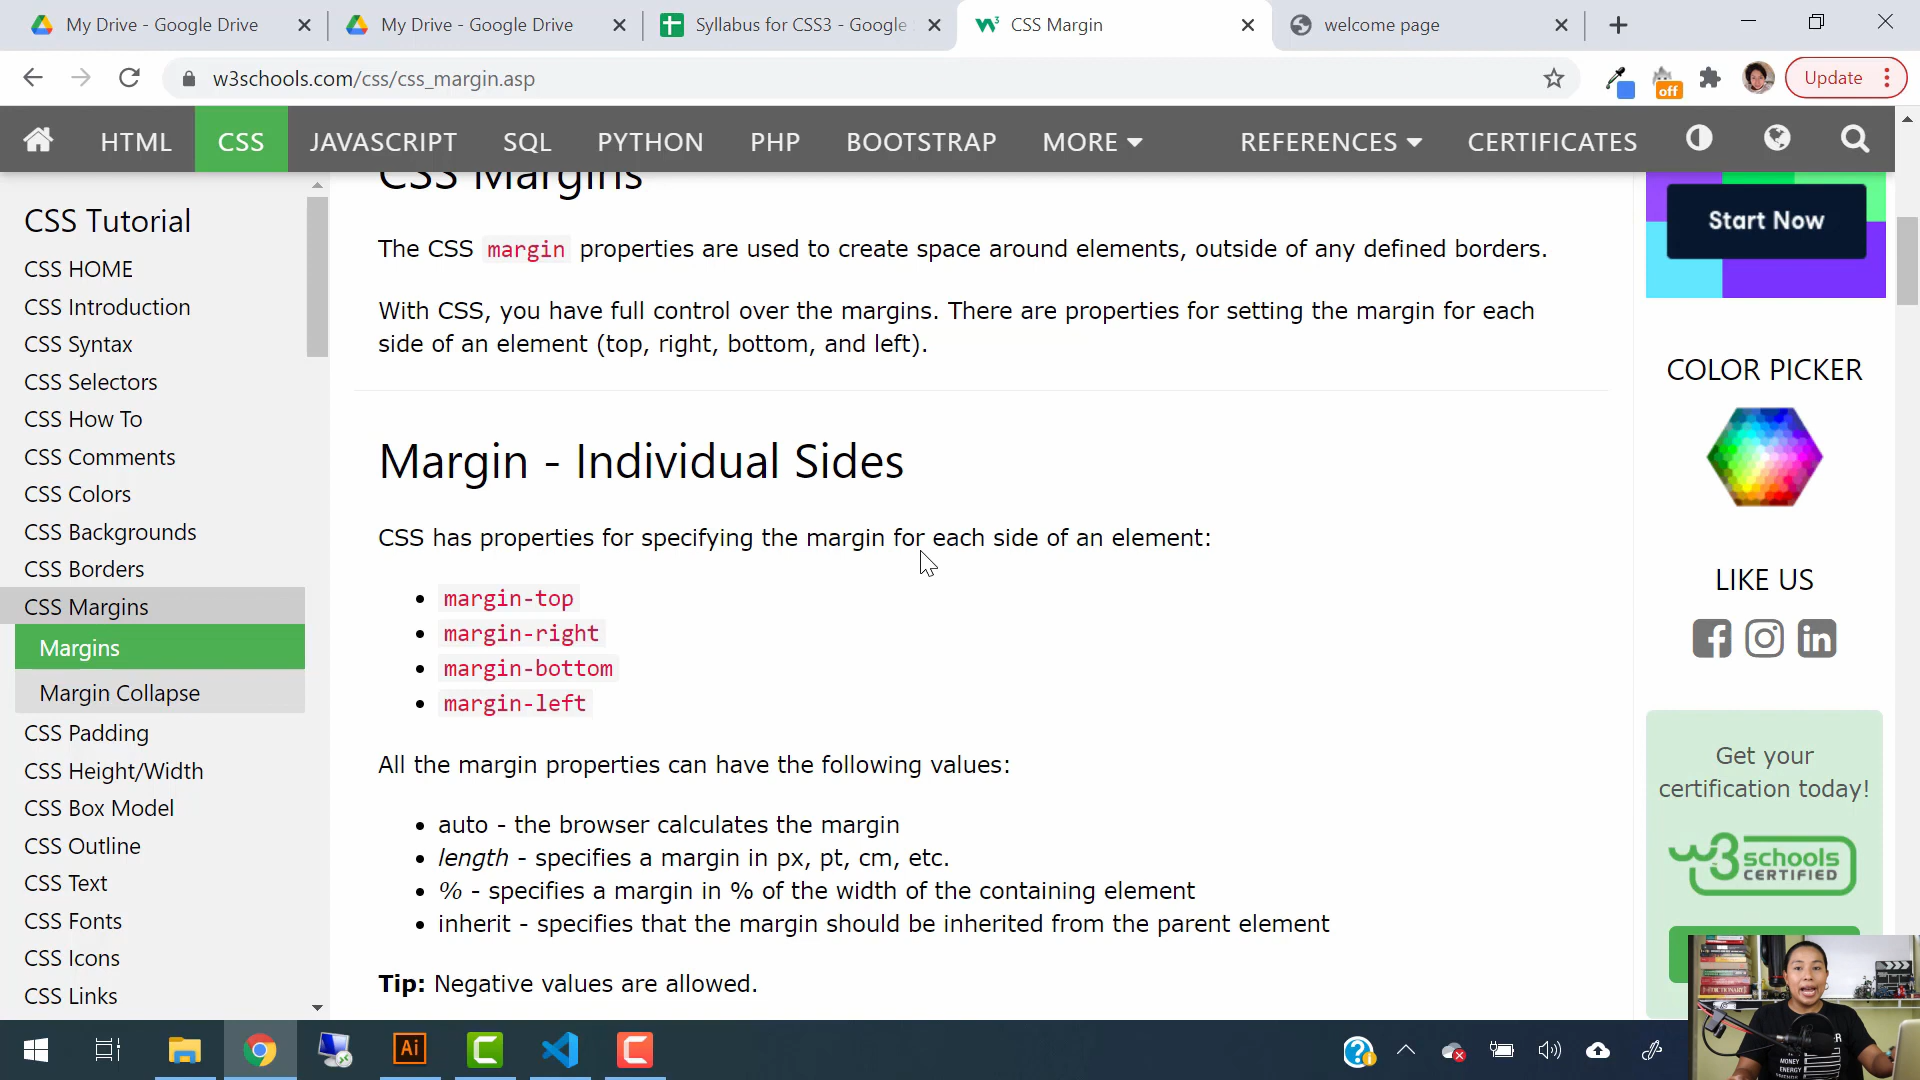 My Drive - Google Drive
My Drive - Google Drive
Syllabus for CSS3 - Google
CSS Margin
welcome page
w3schools.com/css/css_margin.asp
off
Update
HTML
CSS
JAVASCRIPT
SQL
PYTHON
PHP
BOOTSTRAP
MORE
REFERENCES
CERTIFICATES
CSS Tutorial
CSS HOME
CSS Introduction
CSS Syntax
CSS Selectors
CSS How To
CSS Comments
CSS Colors
CSS Backgrounds
CSS Borders
CSS Margins
Margins
Margin Collapse
CSS Padding
CSS Height/Width
CSS Box Model
CSS Outline
CSS Text
CSS Fonts
CSS Icons
CSS Links
CSS Margins
The CSS margin properties are used to create space around elements, outside of any defined borders.
With CSS, you have full control over the margins. There are properties for setting the margin for each
side of an element (top, right, bottom, and left).
Margin - Individual Sides
CSS has properties for specifying the margin for each side of an element:
margin-top
margin-right
margin-bottom
margin-left
All the margin properties can have the following values:
auto - the browser calculates the margin
length - specifies a margin in px, pt, cm, etc.
% - specifies a margin in % of the width of the containing element
inherit - specifies that the margin should be inherited from the parent element
Tip: Negative values are allowed.
Start Now
COLOR PICKER
LIKE US
Get your
certification today!
w3schools
CERTIFIED
Ai
MONEY
ENERGY